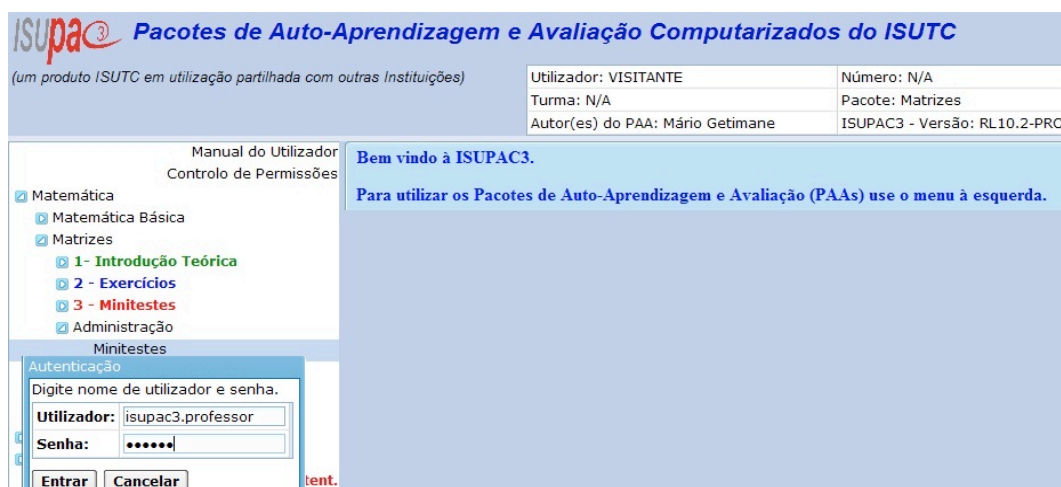 ISUpac3 Pacotes de Auto-Aprendizagem e Avaliação Computarizados do ISUTC
(um produto ISUTC em utilização partilhada com outras Instituições)
Utilizador: VISITANTE Número: N/A
Turma: N/A Pacote: Matrizes
Autor(es) do PAA: Mário Getimane ISUPAC3 - Versão: RL10.2-PRO
Manual do Utilizador
Controlo de Permissões
Matemática
Matemática Básica
Matrizes
1- Introdução Teórica
2 - Exercícios
3 - Minitestes
Administração
Minitestes
Autenticação
Digite nome de utilizador e senha.
Utilizador: isupac3.professor
Senha: ••••••
Entrar Cancelar
tent.
Bem vindo à ISUPAC3.
Para utilizar os Pacotes de Auto-Aprendizagem e Avaliação (PAAs) use o menu à esquerda.